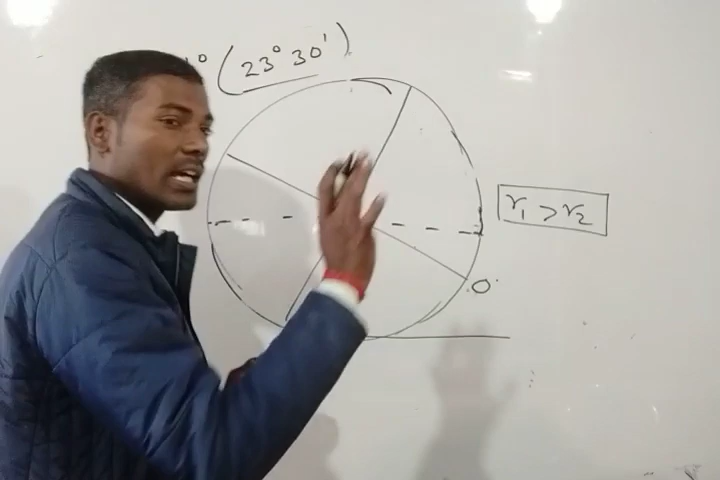 ° (23° 30')
r₁ > r₂
0°